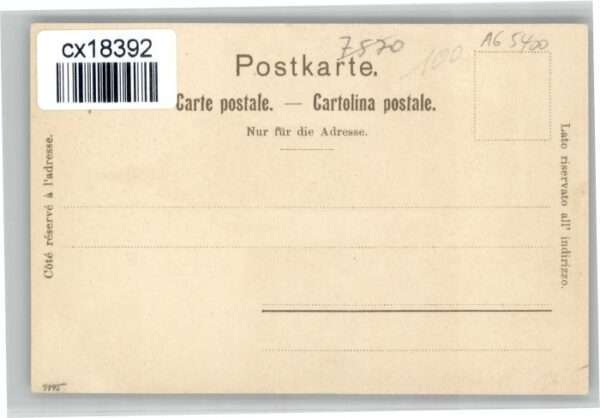 cx18392
7570
100
AG 5400
Postkarte.
Carte postale. — Cartolina postale.
Nur für die Adresse.
Côté réservé à l'adresse.
Lato riservato all' indirizzo.